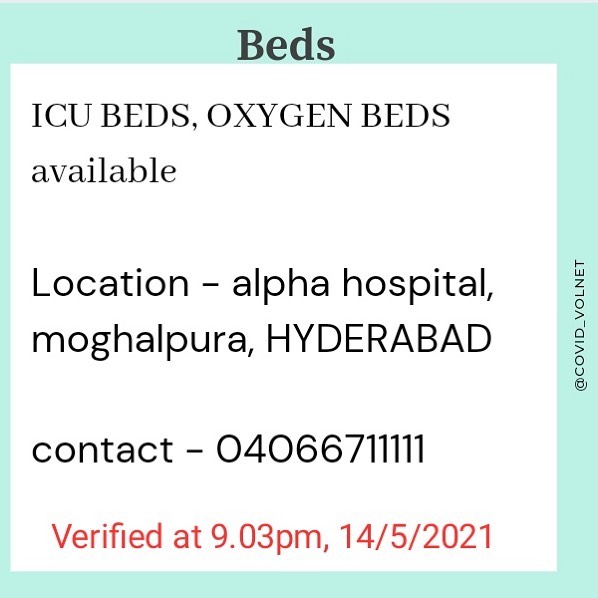 Beds
ICU BEDS, OXYGEN BEDS
available
Location - alpha hospital,
moghalpura, HYDERABAD
contact - 04066711111
Verified at 9.03pm, 14/5/2021
@COVID_VOLNET